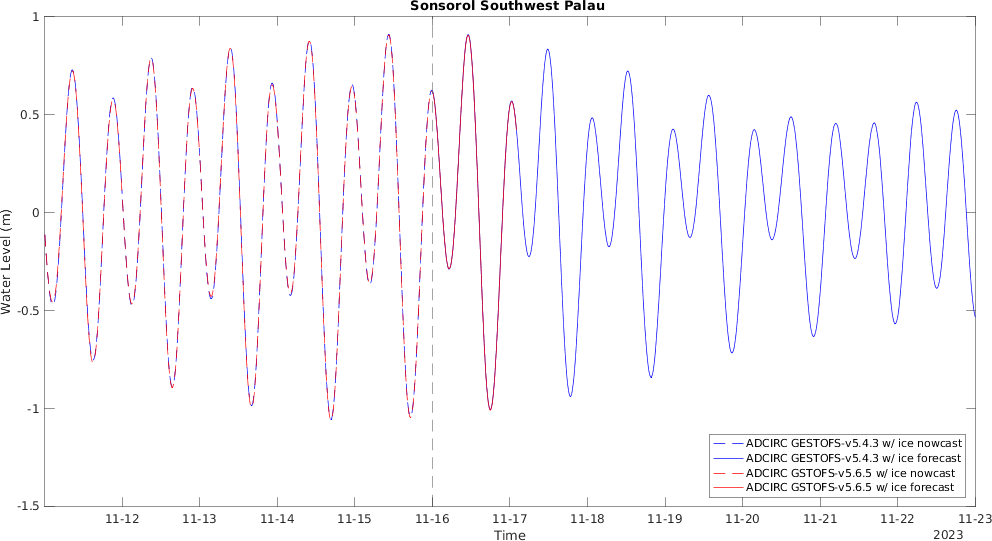 Sonsorol Southwest Palau
Water Level (m)
1
0.5
0
-0.5
-1
-1.5
ADCIRC GESTOFS-v5.4.3 w/ ice nowcast
ADCIRC GESTOFS-v5.4.3 w/ ice forecast
ADCIRC GSTOFS-v5.6.5 w/ ice nowcast
ADCIRC GSTOFS-v5.6.5 w/ ice forecast
11-12 11-13 11-14 11-15 11-16 11-17 11-18 11-19 11-20 11-21 11-22 11-23
Time
2023